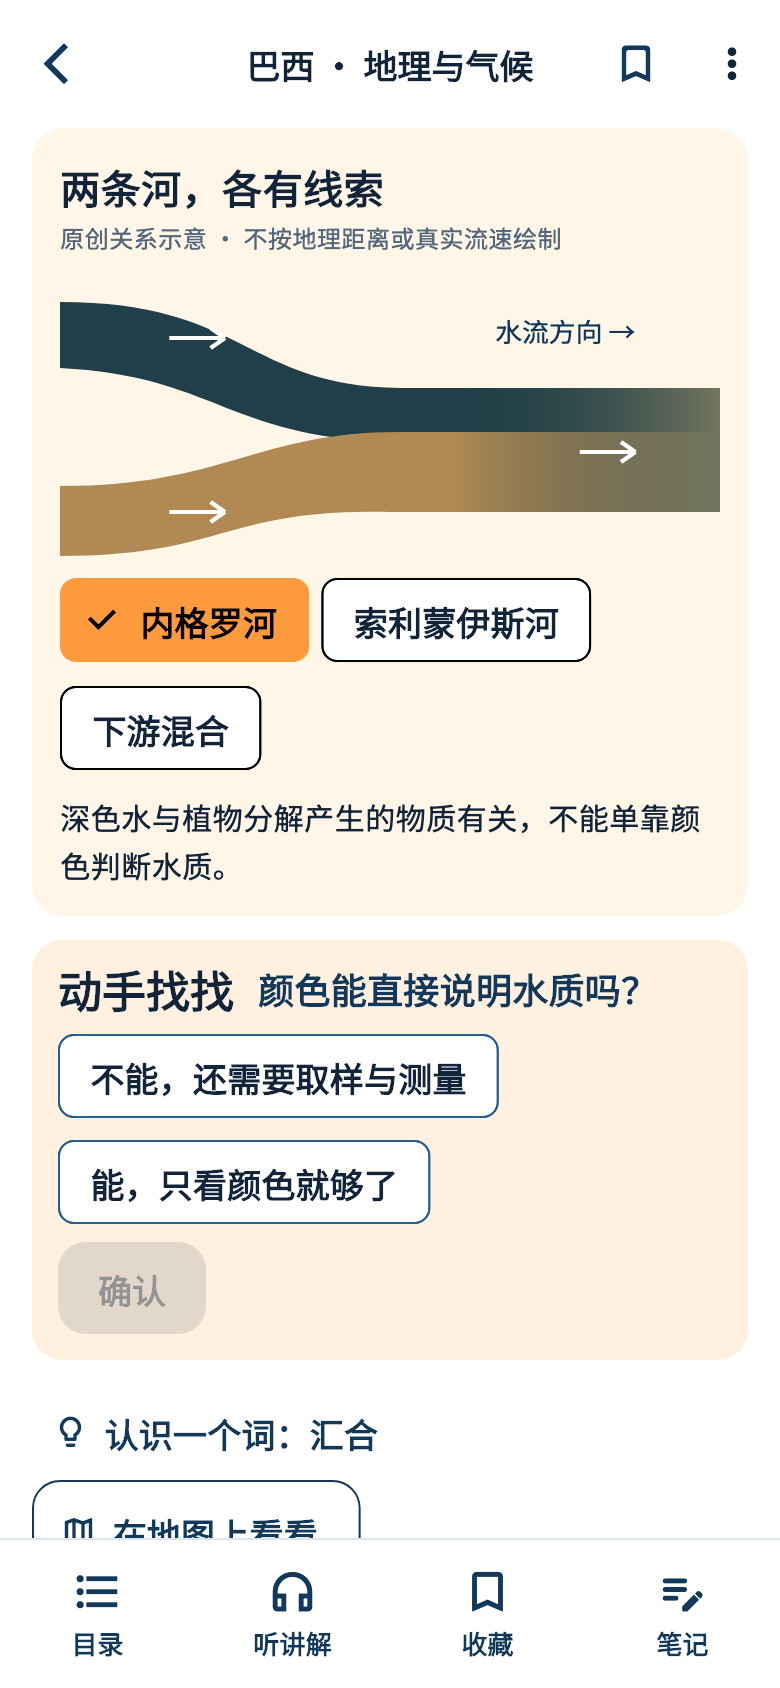 巴西 · 地理与气候
两条河，各有线索
原创关系示意 · 不按地理距离或真实流速绘制
水流方向 →
内格罗河
索利蒙伊斯河
下游混合
深色水与植物分解产生的物质有关，不能单靠颜
色判断水质。
动手找找 颜色能直接说明水质吗？
不能，还需要取样与测量
能，只看颜色就够了
确认
认识一个词：汇合
在地图上看看
目录
听讲解
收藏
笔记